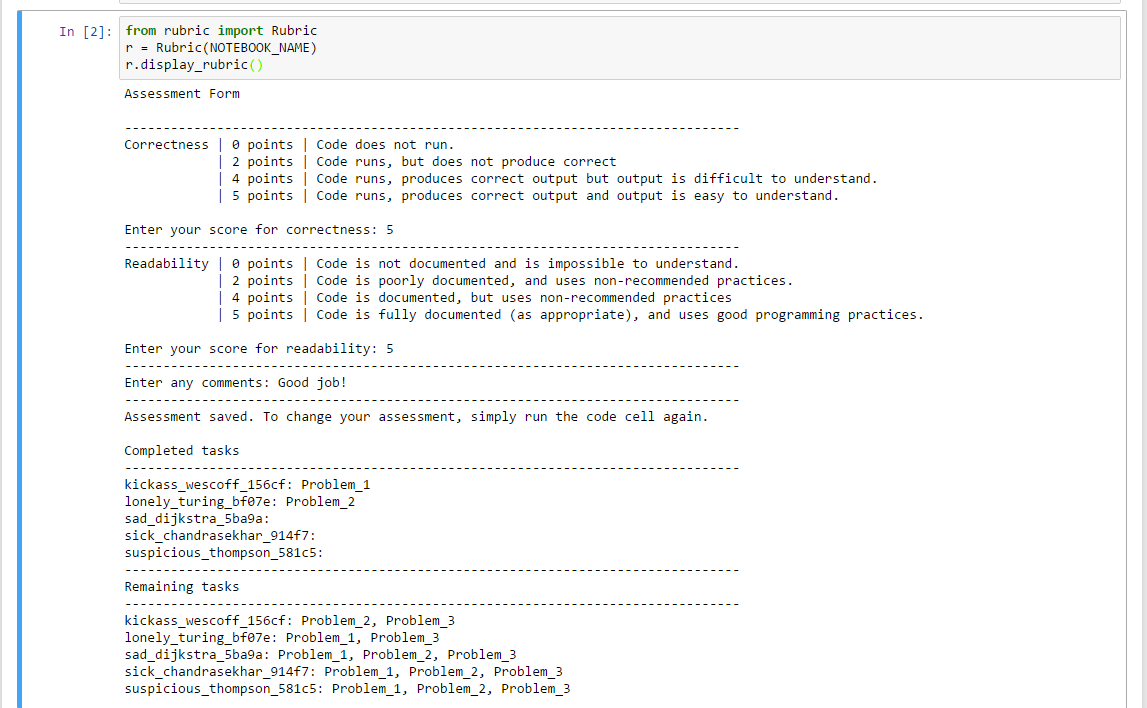 In [2]: from rubric import Rubric
r = Rubric(NOTEBOOK_NAME)
r.display_rubric()
Assessment Form
--------------------------------------------------------------------------------
Correctness | 0 points | Code does not run.
| 2 points | Code runs, but does not produce correct
| 4 points | Code runs, produces correct output but output is difficult to understand.
| 5 points | Code runs, produces correct output and output is easy to understand.
Enter your score for correctness: 5
--------------------------------------------------------------------------------
Readability | 0 points | Code is not documented and is impossible to understand.
| 2 points | Code is poorly documented, and uses non-recommended practices.
| 4 points | Code is documented, but uses non-recommended practices
| 5 points | Code is fully documented (as appropriate), and uses good programming practices.
Enter your score for readability: 5
--------------------------------------------------------------------------------
Enter any comments: Good job!
--------------------------------------------------------------------------------
Assessment saved. To change your assessment, simply run the code cell again.
Completed tasks
--------------------------------------------------------------------------------
kickass_wescoff_156cf: Problem_1
lonely_turing_bf07e: Problem_2
sad_dijkstra_5ba9a:
sick_chandrasekhar_914f7:
suspicious_thompson_581c5:
--------------------------------------------------------------------------------
Remaining tasks
--------------------------------------------------------------------------------
kickass_wescoff_156cf: Problem_2, Problem_3
lonely_turing_bf07e: Problem_1, Problem_3
sad_dijkstra_5ba9a: Problem_1, Problem_2, Problem_3
sick_chandrasekhar_914f7: Problem_1, Problem_2, Problem_3
suspicious_thompson_581c5: Problem_1, Problem_2, Problem_3